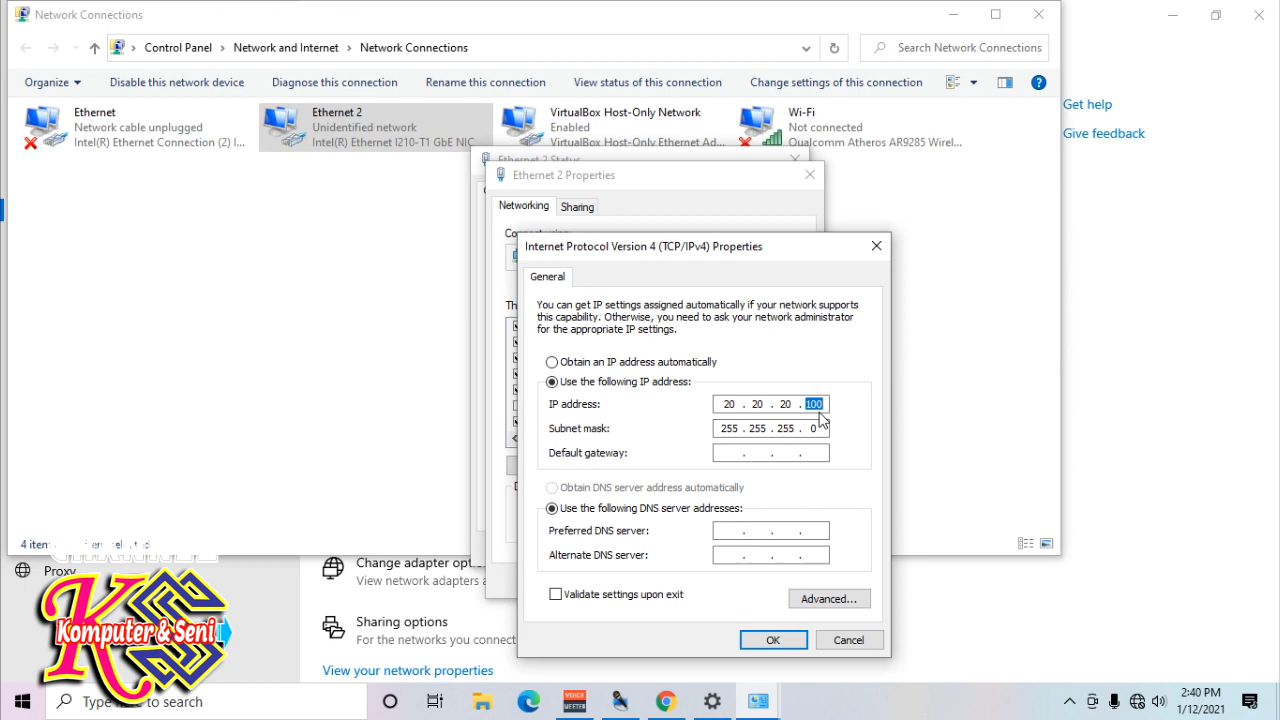 Network Connections
Control Panel > Network and Internet > Network Connections
Search Network Connections
Organize
Disable this network device
Diagnose this connection
Rename this connection
View status of this connection
Change settings of this connection
Ethernet
Network cable unplugged
Intel(R) Ethernet Connection (2) I...
Ethernet 2
Unidentified network
Intel(R) Ethernet I210-T1 GbE NIC
VirtualBox Host-Only Network
Enabled
VirtualBox Host-Only Ethernet Ad...
Wi-Fi
Not connected
Qualcomm Atheros AR9285 Wirel...
Get help
Give feedback
Ethernet 2 Status
Ethernet 2 Properties
Networking
Sharing
Internet Protocol Version 4 (TCP/IPv4) Properties
General
You can get IP settings assigned automatically if your network supports
this capability. Otherwise, you need to ask your network administrator
for the appropriate IP settings.
Obtain an IP address automatically
Use the following IP address:
IP address: 20 . 20 . 20 . 100
Subnet mask: 255 . 255 . 255 . 0
Default gateway: . . .
Obtain DNS server address automatically
Use the following DNS server addresses:
Preferred DNS server: . . .
Alternate DNS server: . . .
Validate settings upon exit
Advanced...
OK
Cancel
Proxy
Change adapter
View network adapters
Sharing options
For the networks you connect
View your network properties
Komputer & Seni
Type here to search
VOICE
MEETER
2:40 PM
1/12/2021